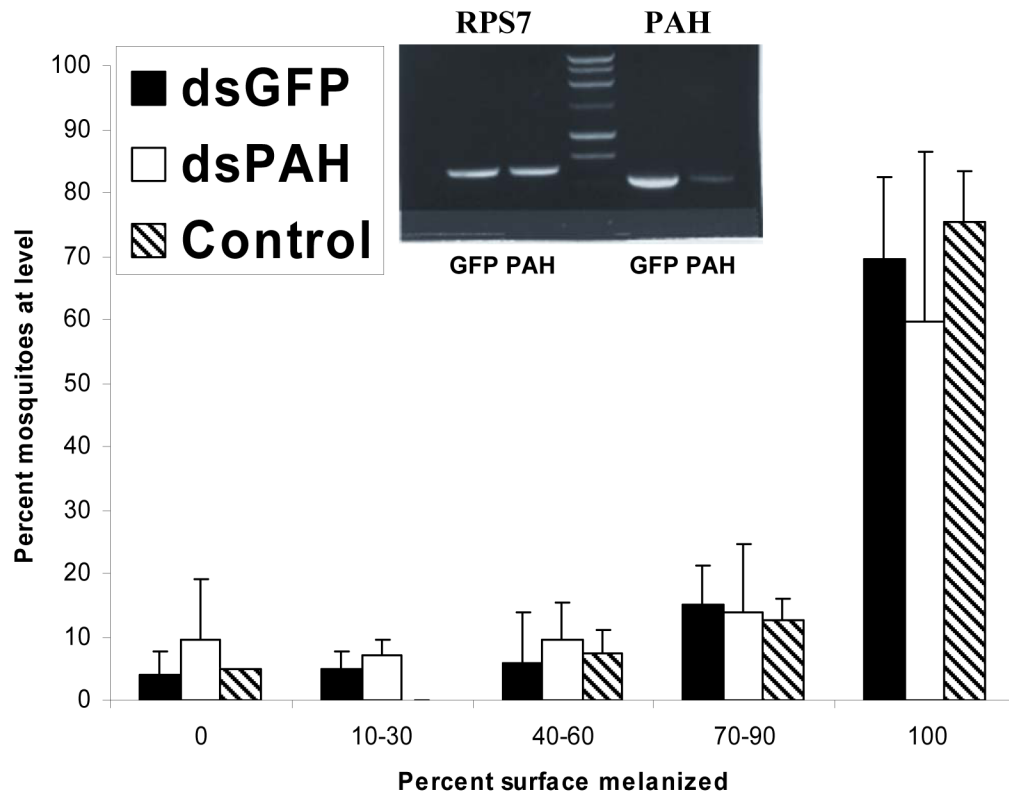 RPS7 PAH
100
90
80
70
60
50
40
30
20
10
0
Percent mosquitoes at level
dsGFP
dsPAH
Control
GFP PAH GFP PAH
0 10-30 40-60 70-90 100
Percent surface melanized